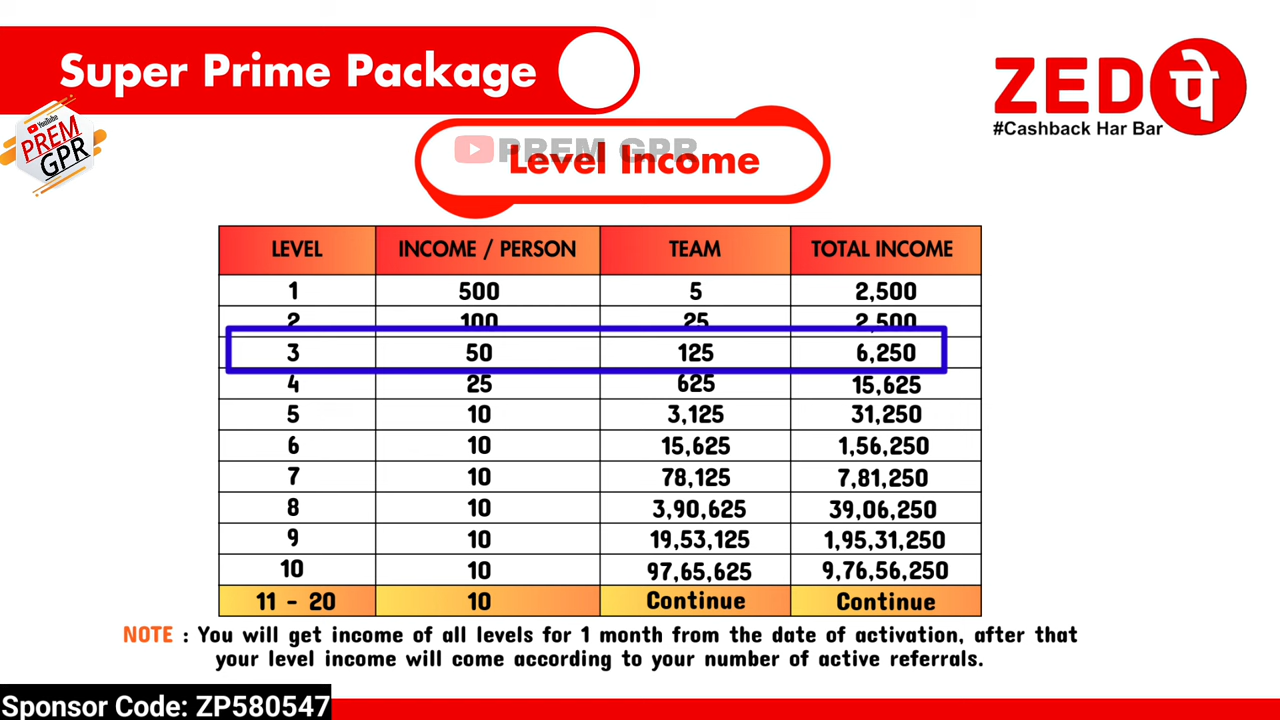 Super Prime Package
ZED पे
#Cashback Har Bar
YouTube
PREM
GPR
PREM GPR
Level Income
LEVEL INCOME / PERSON TEAM TOTAL INCOME
1 500 5 2,500
2 100 25 2,500
3 50 125 6,250
4 25 625 15,625
5 10 3,125 31,250
6 10 15,625 1,56,250
7 10 78,125 7,81,250
8 10 3,90,625 39,06,250
9 10 19,53,125 1,95,31,250
10 10 97,65,625 9,76,56,250
11 - 20 10 Continue Continue
NOTE : You will get income of all levels for 1 month from the date of activation, after that
your level income will come according to your number of active referrals.
Sponsor Code: ZP580547